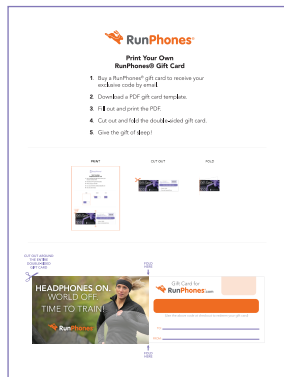 RunPhones®
Print Your Own
RunPhones® Gift Card
1. Buy a RunPhones® gift card to receive your
exclusive code by email.
2. Download a PDF gift card template.
3. Fill out and print the PDF.
4. Cut out and fold the double-sided gift card.
5. Give the gift of sleep!
PRINT
CUT OUT
FOLD
CUT OUT AROUND
THE ENTIRE
DOUBLE-SIDED
GIFT CARD
FOLD
HERE
HEADPHONES ON.
WORLD OFF.
TIME TO TRAIN!
RunPhones
Gift Card for
RunPhones.com
FOLD
HERE